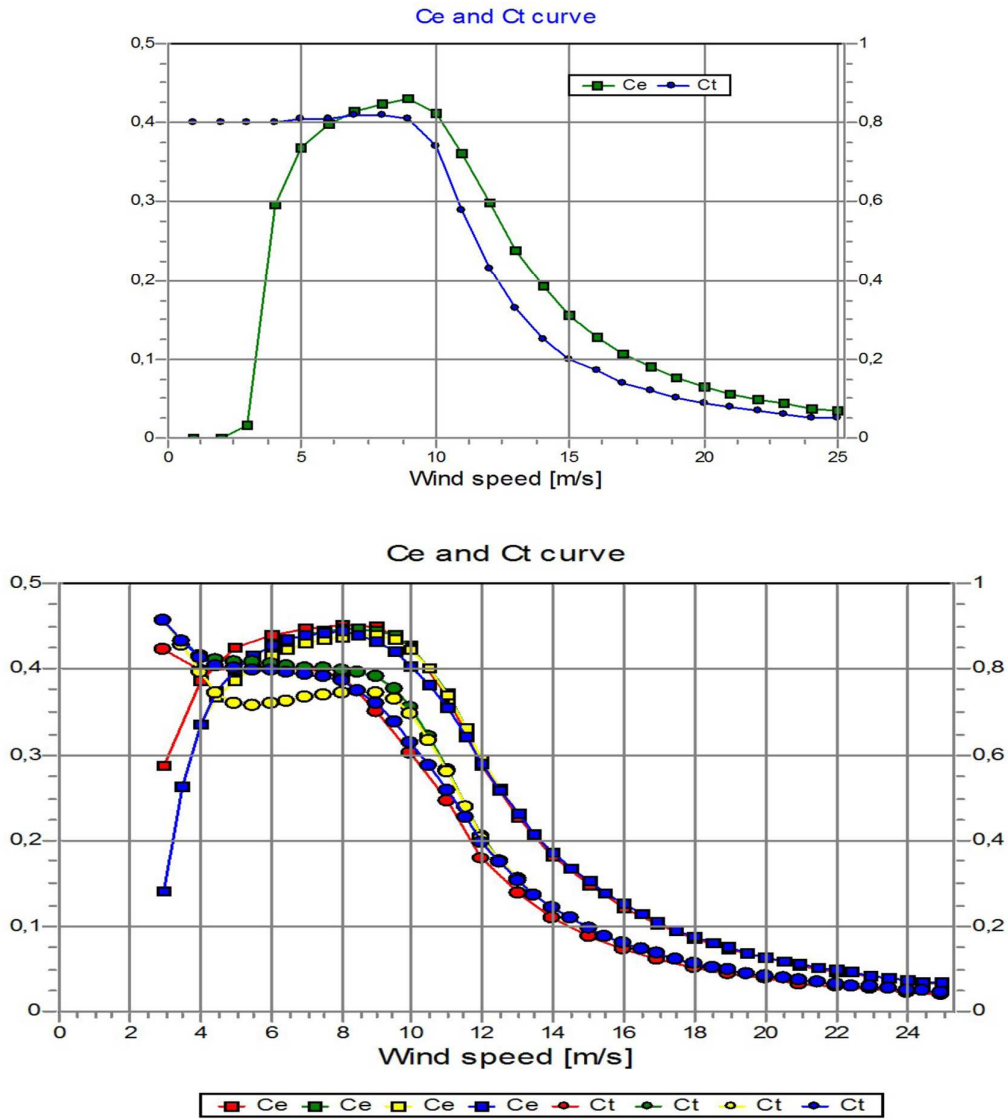 Ce and Ct curve
0,5 1
Ce Ct
0,4 0,8
0,3 0,6
0,2 0,4
0,1 0,2
0 0
0 5 10 15 20 25
Wind speed [m/s]
Ce and Ct curve
0,5 1
0,4 0,8
0,3 0,6
0,2 0,4
0,1 0,2
0 0
0 2 4 6 8 10 12 14 16 18 20 22 24
Wind speed [m/s]
Ce Ce Ce Ce Ct Ct Ct Ct